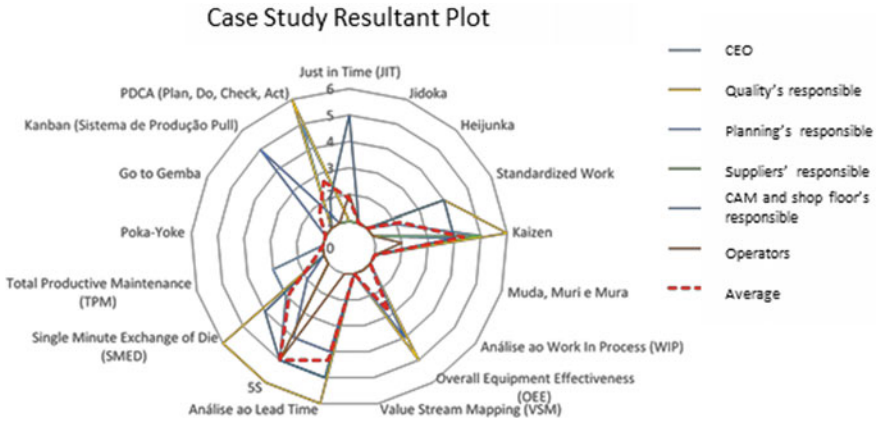 Case Study Resultant Plot
Just in Time (JIT)
PDCA (Plan, Do, Check, Act)
Jidoka
Kanban (Sistema de Produção Pull)
Heijunka
Go to Gemba
Standardized Work
Poka-Yoke
Kaizen
Total Productive Maintenance
(TPM)
Muda, Muri e Mura
Single Minute Exchange of Die
(SMED)
Análise ao Work In Process (WIP)
5S
Overall Equipment Effectiveness
(OEE)
Análise ao Lead Time
Value Stream Mapping (VSM)
6
5
4
3
2
0
CEO
Quality's responsible
Planning's responsible
Suppliers' responsible
CAM and shop floor's
responsible
Operators
Average